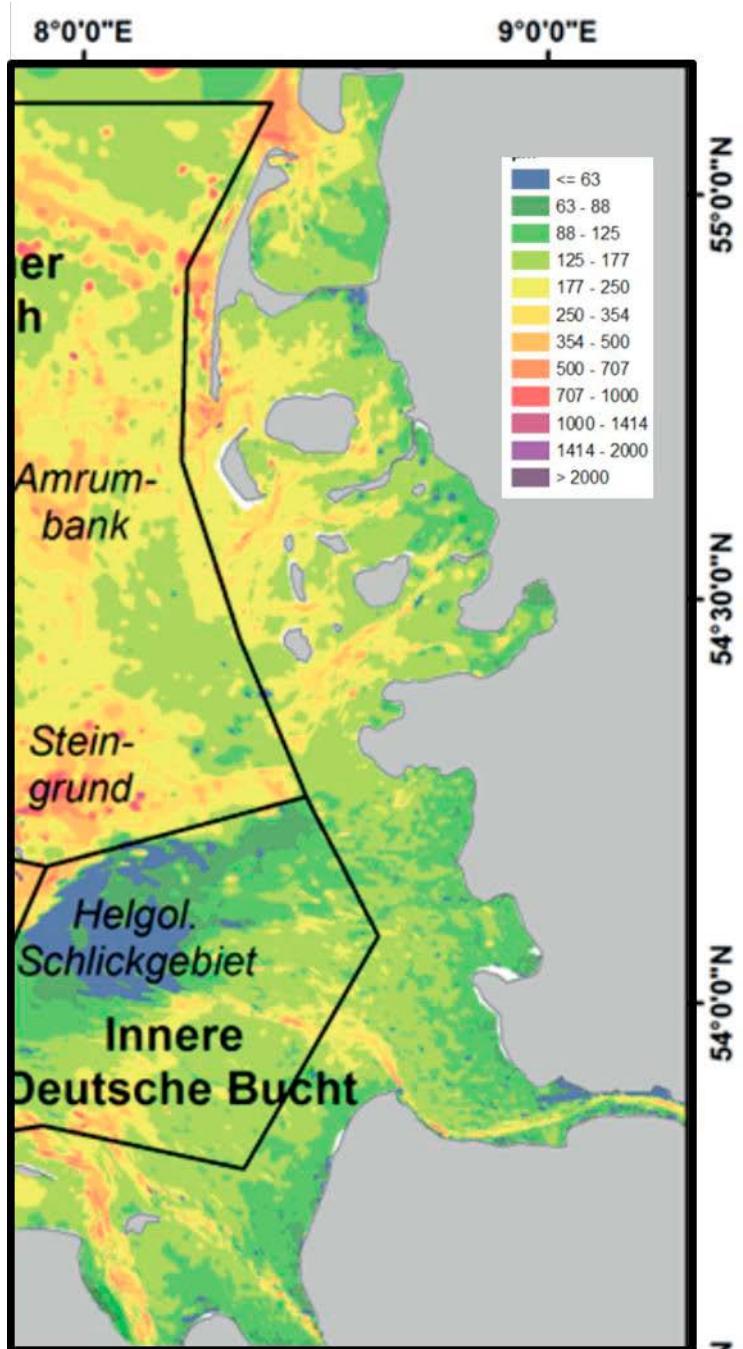 8°0'0"E
9°0'0"E
<= 63
63 - 88
88 - 125
125 - 177
177 - 250
250 - 354
354 - 500
500 - 707
707 - 1000
1000 - 1414
1414 - 2000
> 2000
55°0'0"N
er
h
Amrum-
bank
54°30'0"N
Stein-
grund
Helgol.
Schlickgebiet
54°0'0"N
Innere
Deutsche Bucht